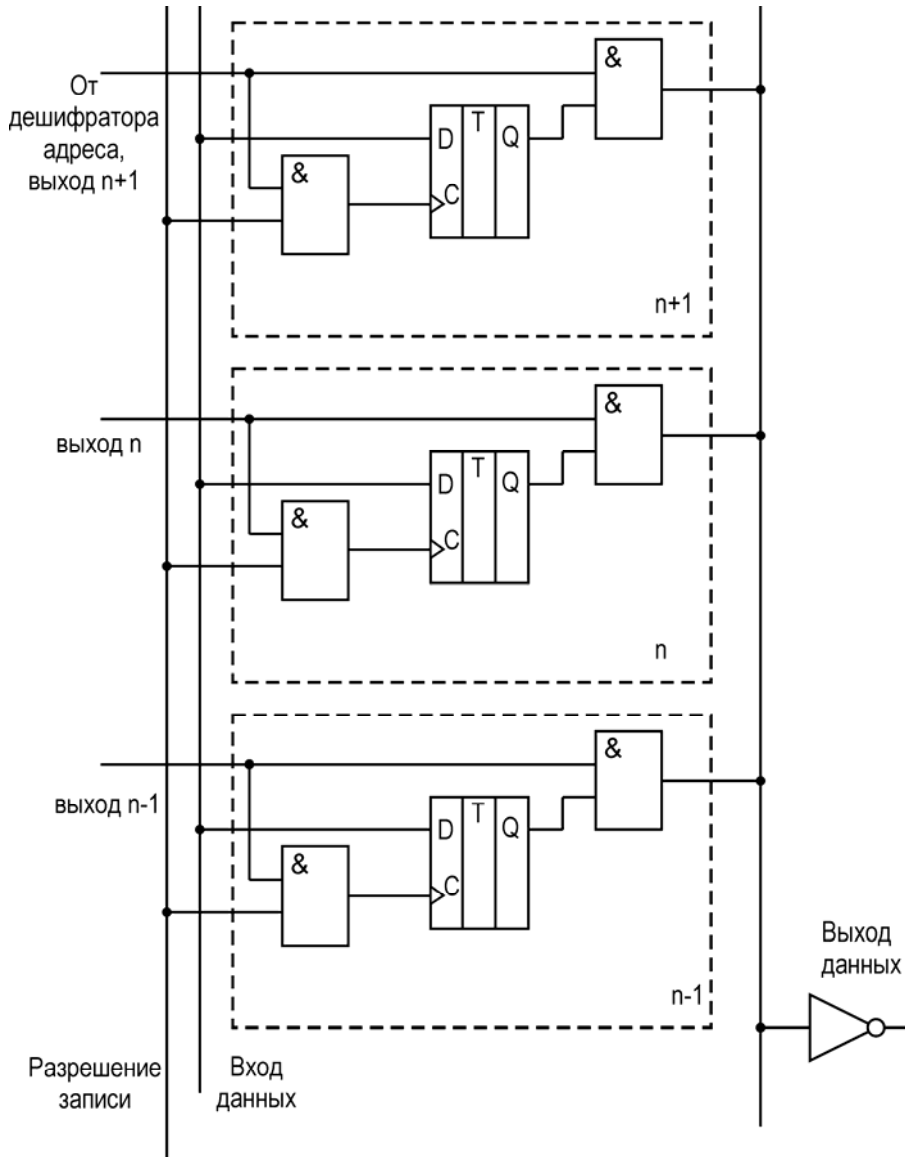 От
дешифратора
адреса,
выход n+1
&
&
D T Q
C
n+1
выход n
&
&
D T Q
C
n
выход n-1
&
&
D T Q
C
n-1
Выход
данных
Разрешение
записи
Вход
данных